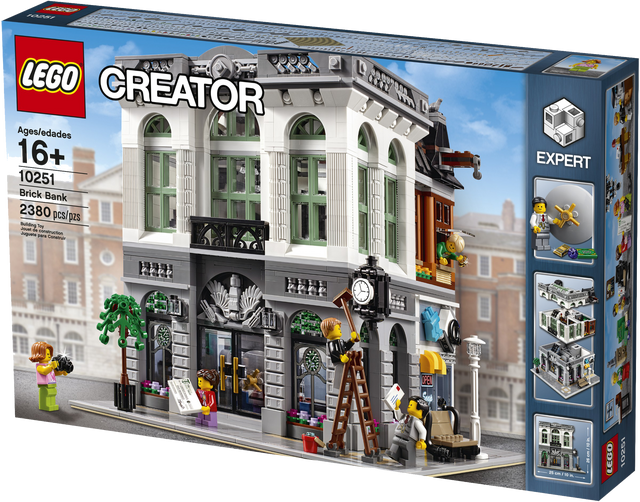 10251
LEGO
CREATOR
Ages/edades
16+
10251
Brick Bank
2380 pcs/pzs
Building Toy
Jouet de construction
Juguete para Construir
EXPERT
LEGO
10251